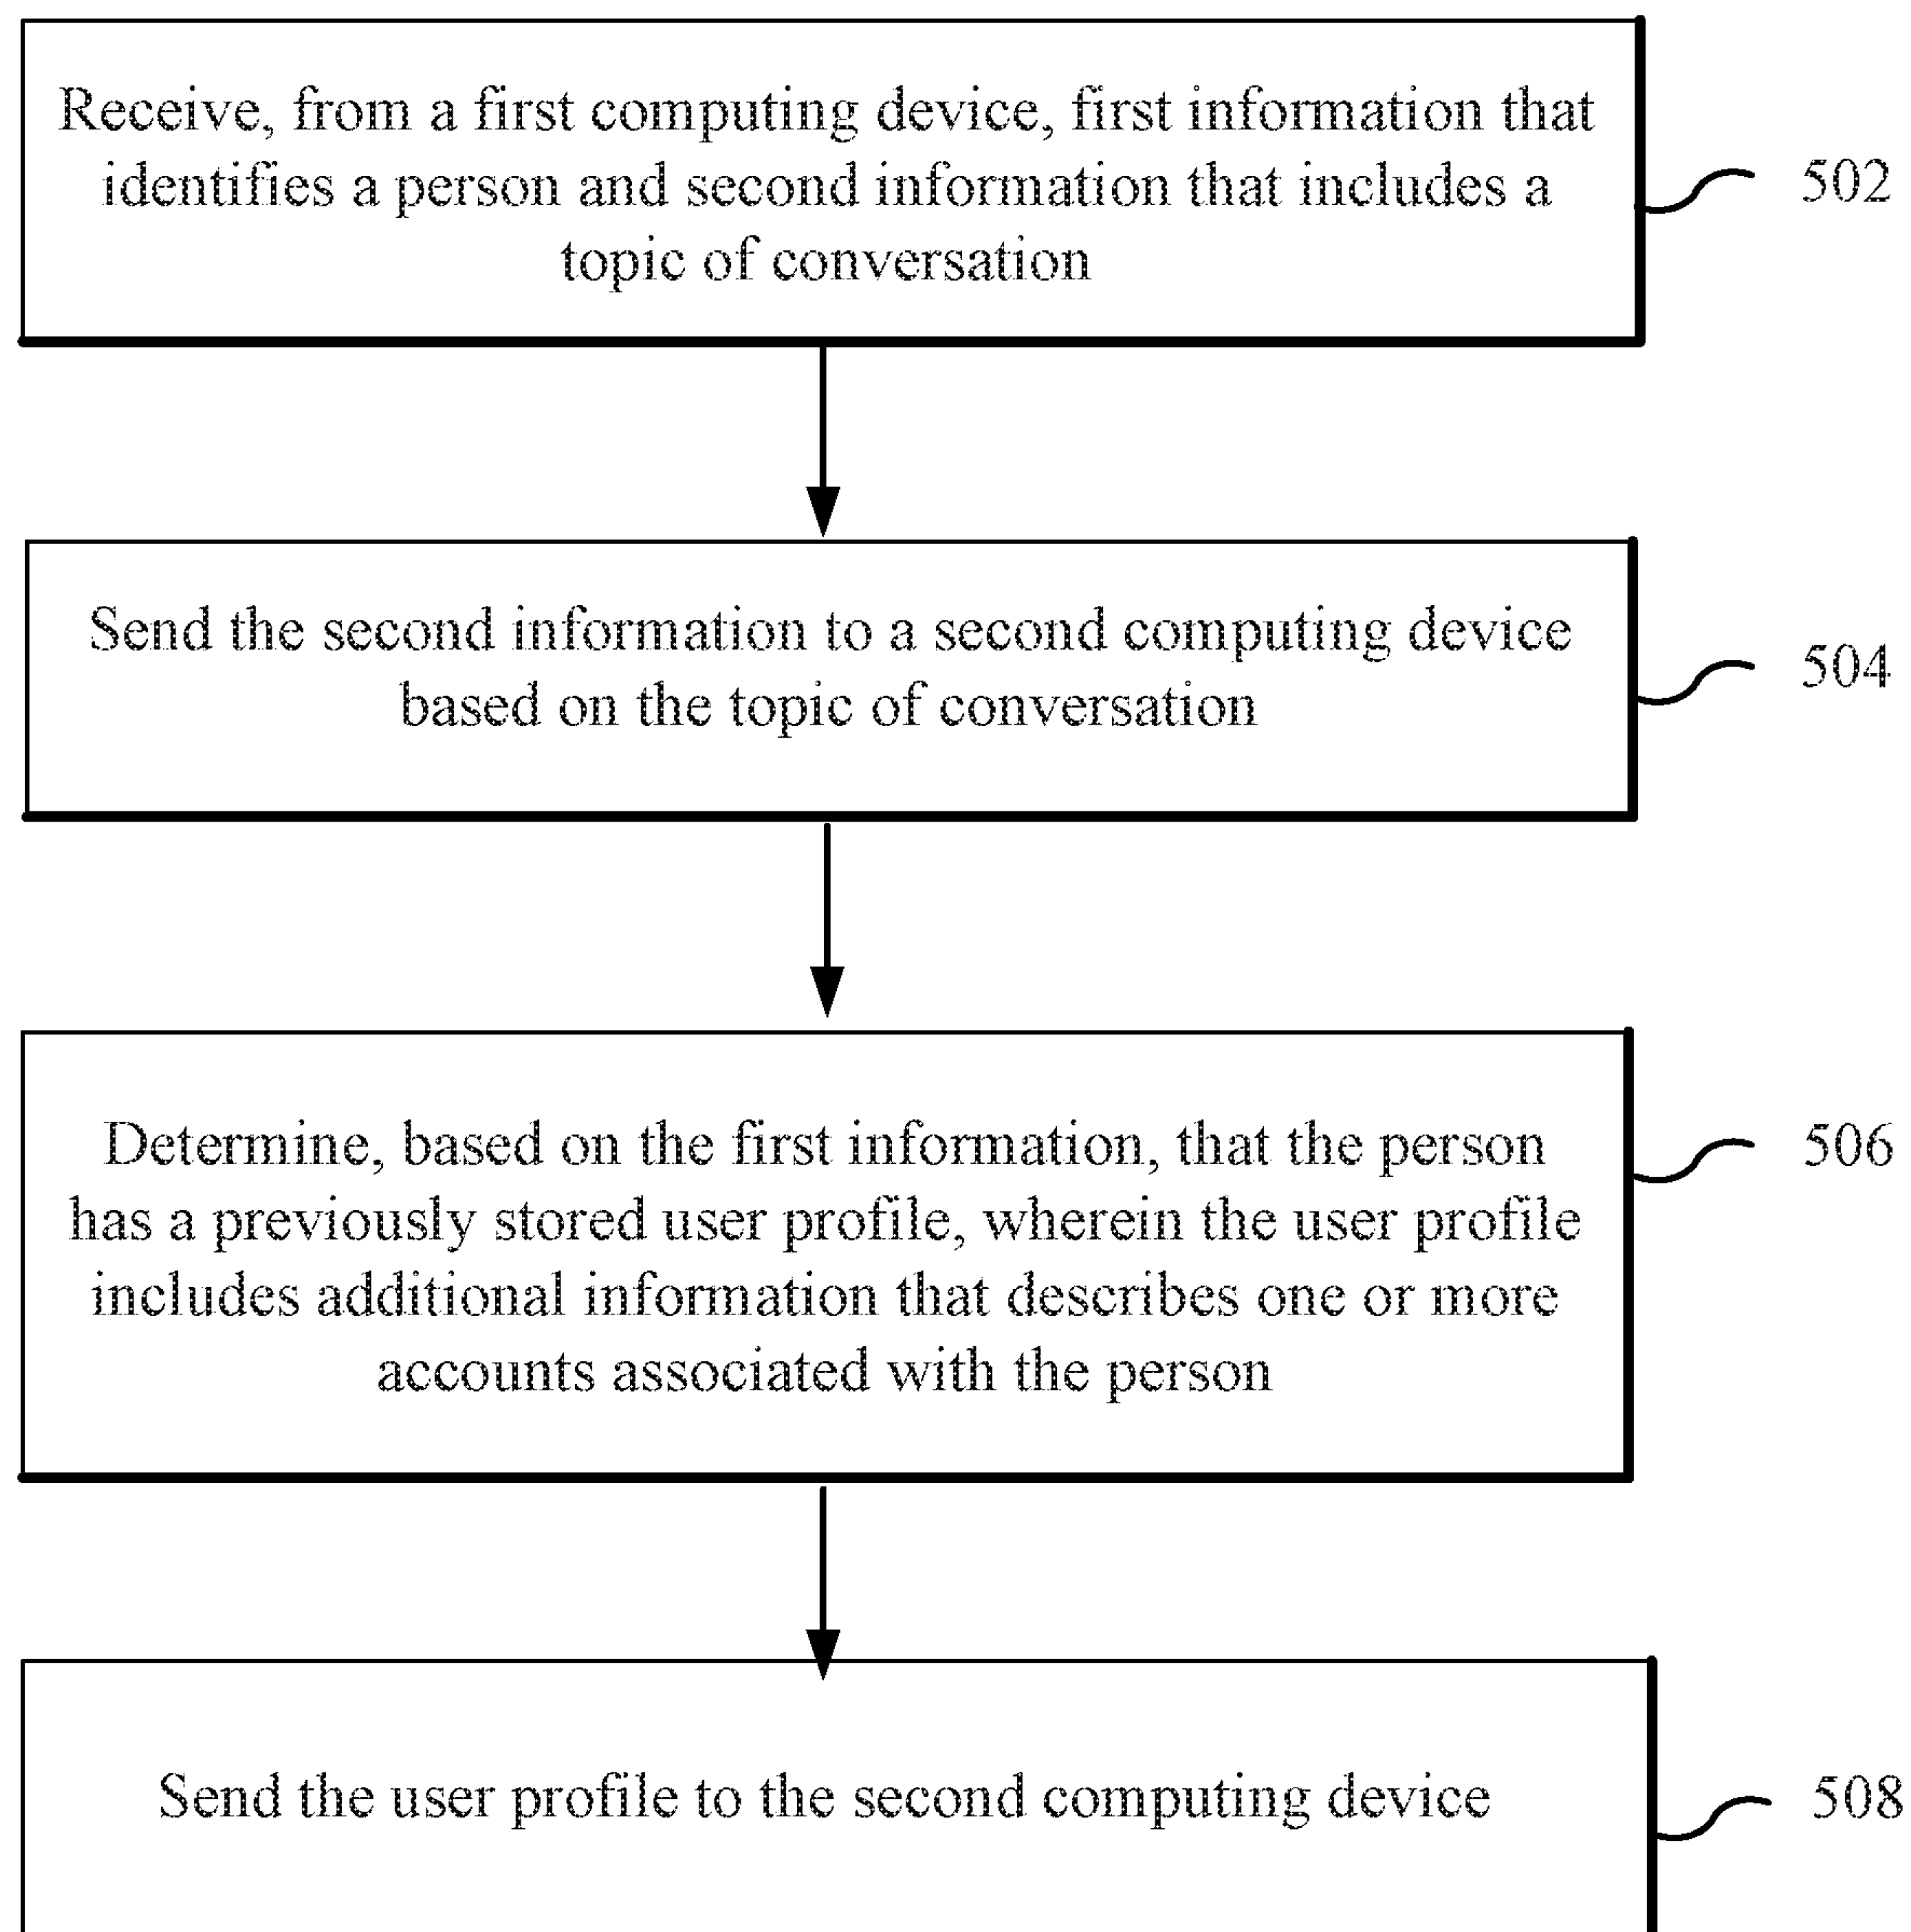 Receive, from a first computing device, first information that
identifies a person and second information that includes a
topic of conversation
502
Send the second information to a second computing device
based on the topic of conversation
504
Determine, based on the first information, that the person
has a previously stored user profile, wherein the user profile
includes additional information that describes one or more
accounts associated with the person
506
Send the user profile to the second computing device
508